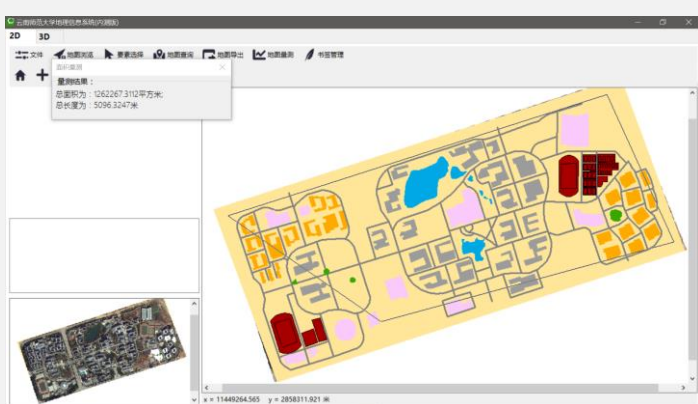 云南师范大学地理信息系统(内测版)
2D 3D
文件 地图浏览 要素选择 地图查询 地图导出 地图量测 书签管理
面积量测
量测结果：
总面积为：1262267.3112平方米;
总长度为：5096.3247米
x = 11449264.565 y = 2858311.921 米